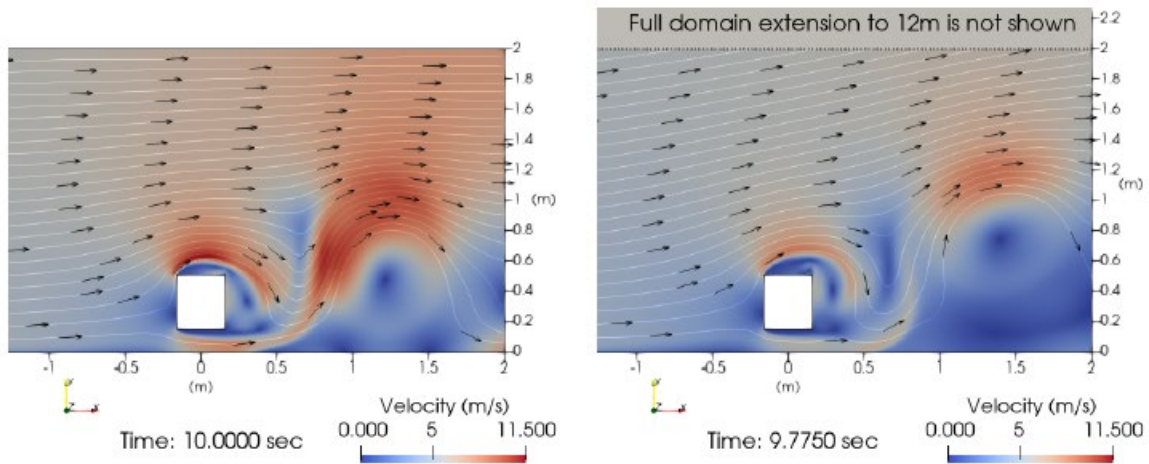 Full domain extension to 12m is not shown
2
1.8
1.6
1.4
1.2
1 (m)
0.8
0.6
0.4
0.2
0
-1 -0.5 0 0.5 1 1.5 2
(m)
Y
Z X
Time: 10.0000 sec
Velocity (m/s)
0.000 5 11.500
2.2
2
1.8
1.6
1.4
1.2
(m)
1
0.8
0.6
0.4
0.2
0
-1 -0.5 0 0.5 1 1.5 2
(m)
Y
Z X
Time: 9.7750 sec
Velocity (m/s)
0.000 5 11.500